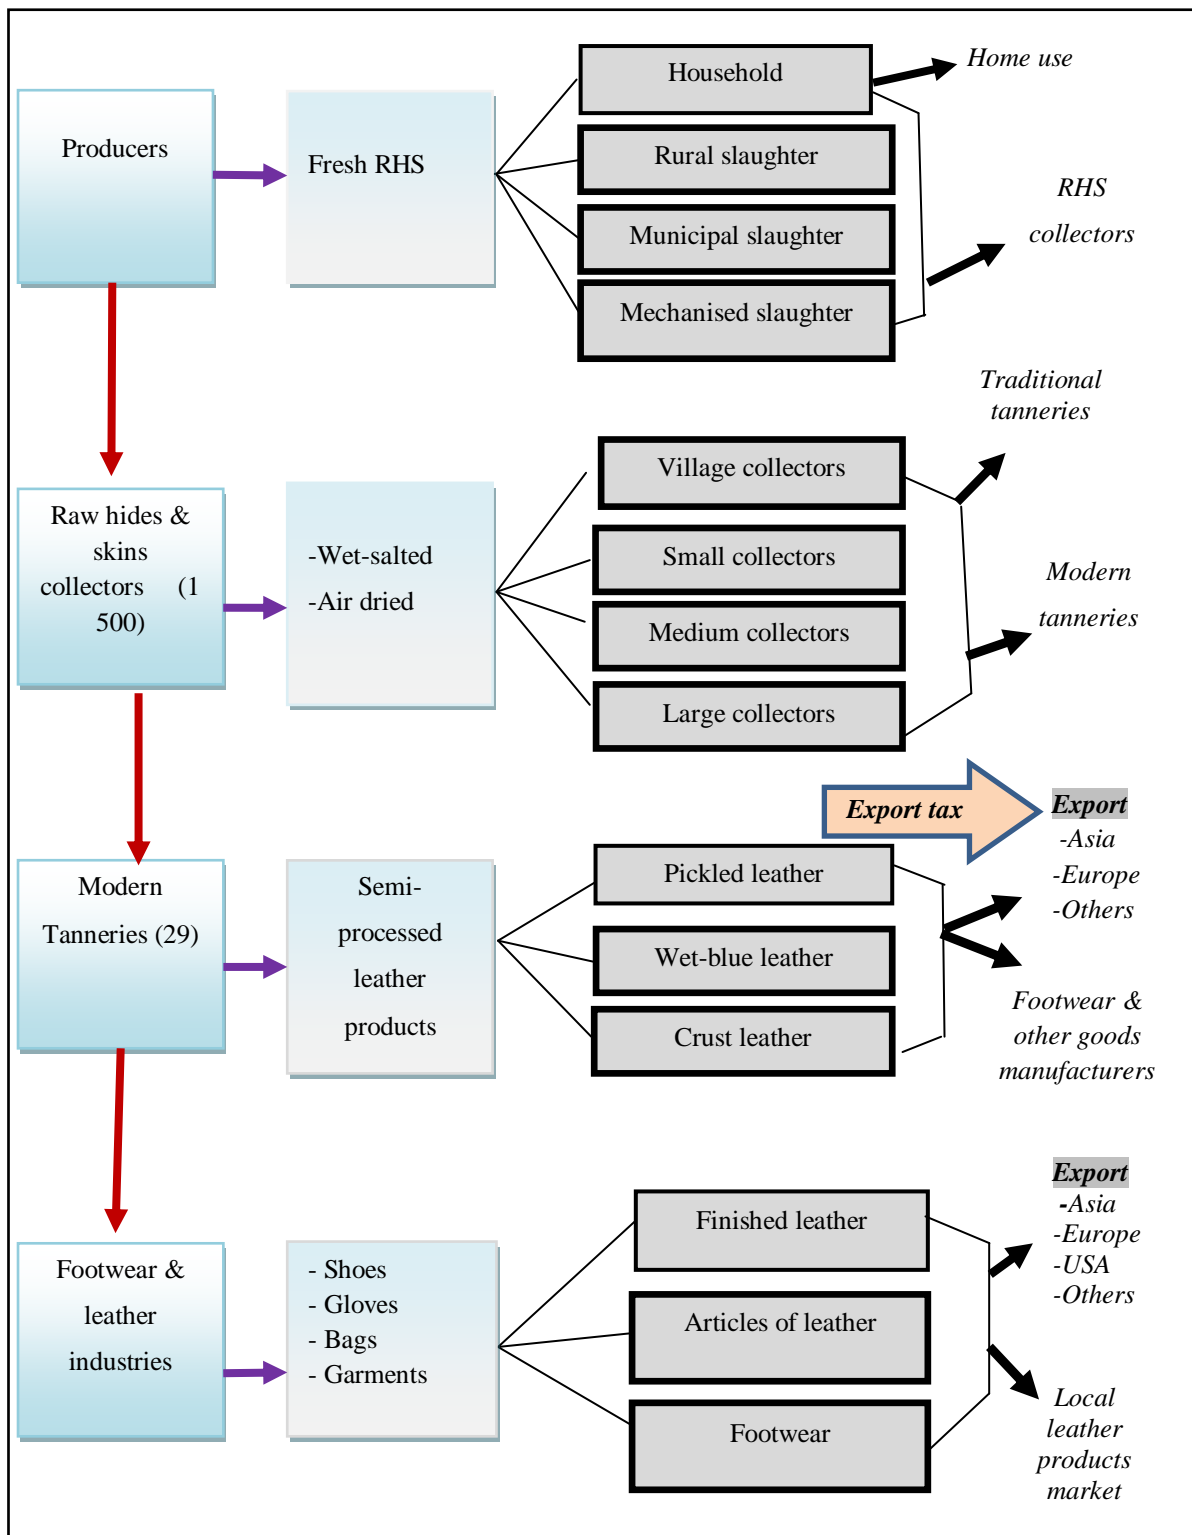 Household
Home use
Producers
Fresh RHS
Rural slaughter
RHS
collectors
Municipal slaughter
Mechanised slaughter
Traditional
tanneries
Raw hides &
skins
collectors (1
500)
-Wet-salted
-Air dried
Village collectors
Small collectors
Medium collectors
Large collectors
Modern
tanneries
Export tax
Export
-Asia
-Europe
-Others
Modern
Tanneries (29)
Semi-
processed
leather
products
Pickled leather
Wet-blue leather
Crust leather
Footwear &
other goods
manufacturers
Export
-Asia
-Europe
-USA
-Others
Footwear &
leather
industries
- Shoes
- Gloves
- Bags
- Garments
Finished leather
Articles of leather
Footwear
Local
leather
products
market